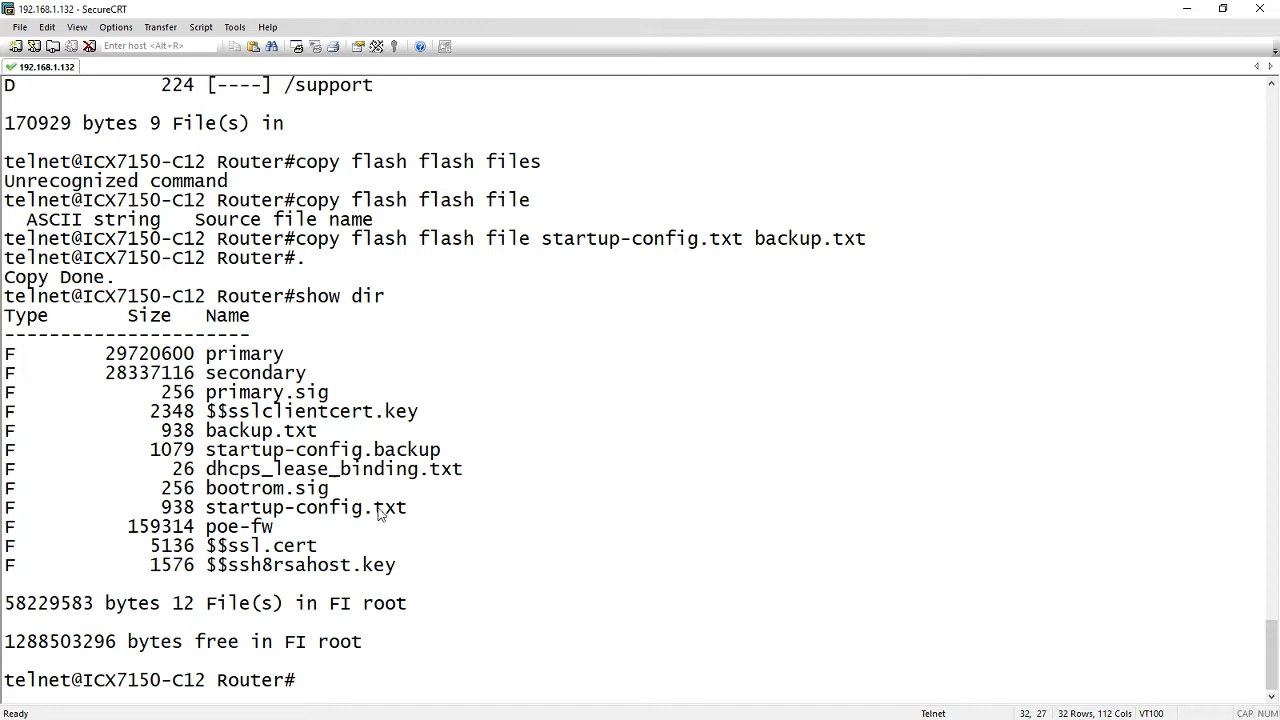 192.168.1.132 - SecureCRT
File Edit View Options Transfer Script Tools Help
Enter host <Alt+R>
192.168.1.132
D 224 [----] /support
170929 bytes 9 File(s) in
telnet@ICX7150-C12 Router#copy flash flash files
Unrecognized command
telnet@ICX7150-C12 Router#copy flash flash file
ASCII string Source file name
telnet@ICX7150-C12 Router#copy flash flash file startup-config.txt backup.txt
telnet@ICX7150-C12 Router#.
Copy Done.
telnet@ICX7150-C12 Router#show dir
Type Size Name
----------------------
F 29720600 primary
F 28337116 secondary
F 256 primary.sig
F 2348 $$sslclientcert.key
F 938 backup.txt
F 1079 startup-config.backup
F 26 dhcps_lease_binding.txt
F 256 bootrom.sig
F 938 startup-config.txt
F 159314 poe-fw
F 5136 $$ssl.cert
F 1576 $$ssh8rsahost.key
58229583 bytes 12 File(s) in FI root
1288503296 bytes free in FI root
telnet@ICX7150-C12 Router#
Ready Telnet 32, 27 32 Rows, 112 Cols VT100 CAP NUM